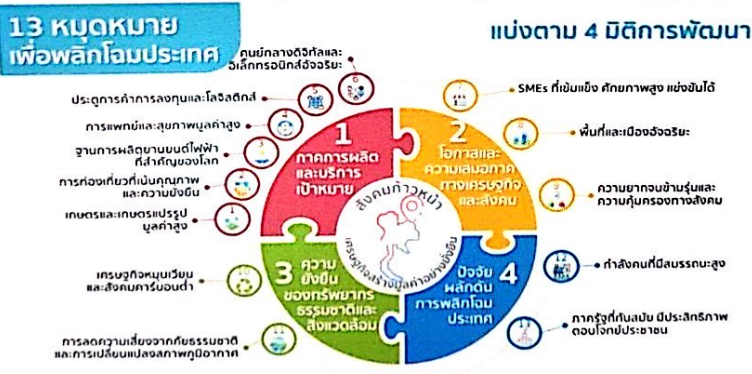 13 หมุดหมาย
เพื่อพลิกโฉมประเทศ
แบ่งตาม 4 มิติการพัฒนา
ศูนย์กลางดิจิทัลและ
อิเล็กทรอนิกส์อัจฉริยะ
6
ประตูการค้าการลงทุนและโลจิสติกส์
5
การแพทย์และสุขภาพมูลค่าสูง
4
ฐานการผลิตยานยนต์ไฟฟ้า
ที่สำคัญของโลก
3
การท่องเที่ยวที่เน้นคุณภาพ
และความยั่งยืน
2
เกษตรและเกษตรแปรรูป
มูลค่าสูง
1
1
ภาคการผลิต
และบริการ
เป้าหมาย
7
SMEs ที่เข้มแข็ง ศักยภาพสูง แข่งขันได้
8
พื้นที่และเมืองอัจฉริยะ
9
ความยากจนข้ามรุ่นและ
ความคุ้มครองทางสังคม
2
โอกาสและ
ความเสมอภาค
ทางเศรษฐกิจ
และสังคม
สังคมก้าวหน้า
เศรษฐกิจสร้างมูลค่าอย่างยั่งยืน
เศรษฐกิจหมุนเวียน
และสังคมคาร์บอนต่ำ
10
การลดความเสี่ยงจากภัยธรรมชาติ
และการเปลี่ยนแปลงสภาพภูมิอากาศ
11
3 ความ
ยั่งยืน
ของทรัพยากร
ธรรมชาติและ
สิ่งแวดล้อม
ปัจจัย 4
ผลักดัน
การพลิกโฉม
ประเทศ
12
กำลังคนที่มีสมรรถนะสูง
13
ภาครัฐที่ทันสมัย มีประสิทธิภาพ
ตอบโจทย์ประชาชน